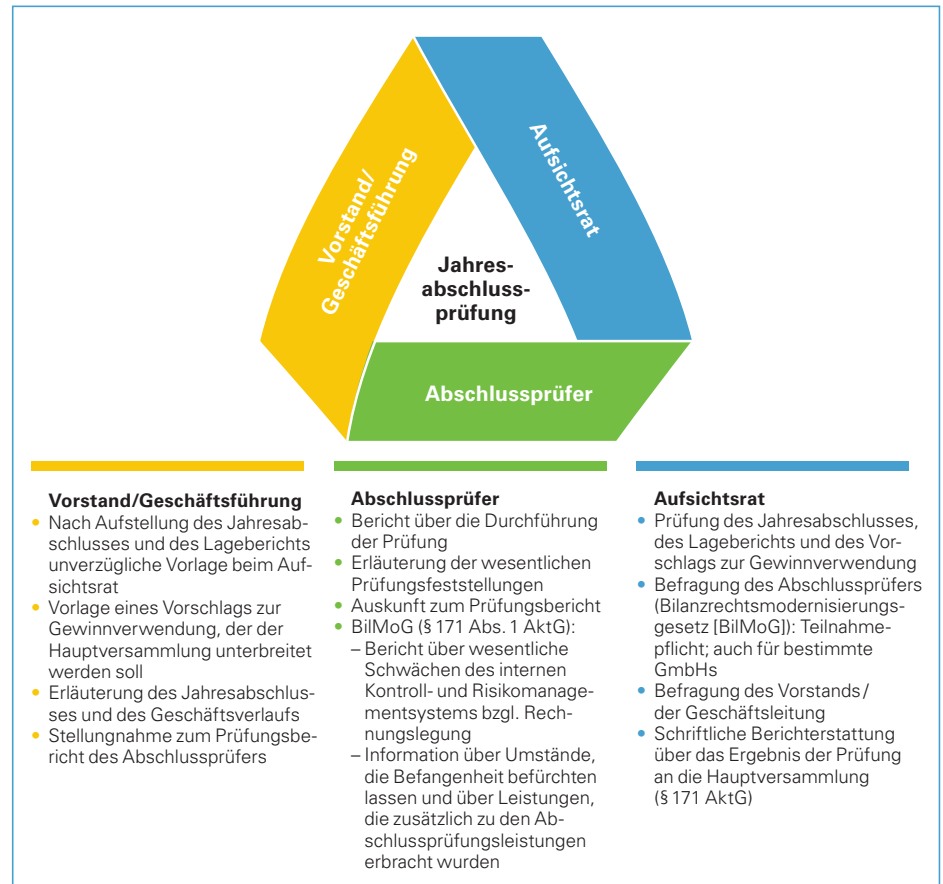 Vorstand/
Geschäftsführung
Aufsichtsrat
Jahres-
abschluss-
prüfung
Abschlussprüfer
Vorstand/Geschäftsführung
• Nach Aufstellung des Jahresab-
schlusses und des Lageberichts
unverzügliche Vorlage beim Auf-
sichtsrat
• Vorlage eines Vorschlags zur
Gewinnverwendung, der der
Hauptversammlung unterbreitet
werden soll
• Erläuterung des Jahresabschlus-
ses und des Geschäftsverlaufs
• Stellungnahme zum Prüfungsbe-
richt des Abschlussprüfers
Abschlussprüfer
• Bericht über die Durchführung
der Prüfung
• Erläuterung der wesentlichen
Prüfungsfeststellungen
• Auskunft zum Prüfungsbericht
• BilMoG (§ 171 Abs. 1 AktG):
– Bericht über wesentliche
Schwächen des internen
Kontroll- und Risikomanage-
mentsystems bzgl. Rech-
nungslegung
– Information über Umstände,
die Befangenheit befürchten
lassen und über Leistungen,
die zusätzlich zu den Ab-
schlussprüfungsleistungen
erbracht wurden
Aufsichtsrat
• Prüfung des Jahresabschlusses,
des Lageberichts und des Vor-
schlags zur Gewinnverwendung
• Befragung des Abschlussprüfers
(Bilanzrechtsmodernisierungs-
gesetz [BilMoG]): Teilnahme-
pflicht; auch für bestimmte
GmbHs
• Befragung des Vorstands /
der Geschäftsleitung
• Schriftliche Berichterstattung
über das Ergebnis der Prüfung
an die Hauptversammlung
(§ 171 AktG)